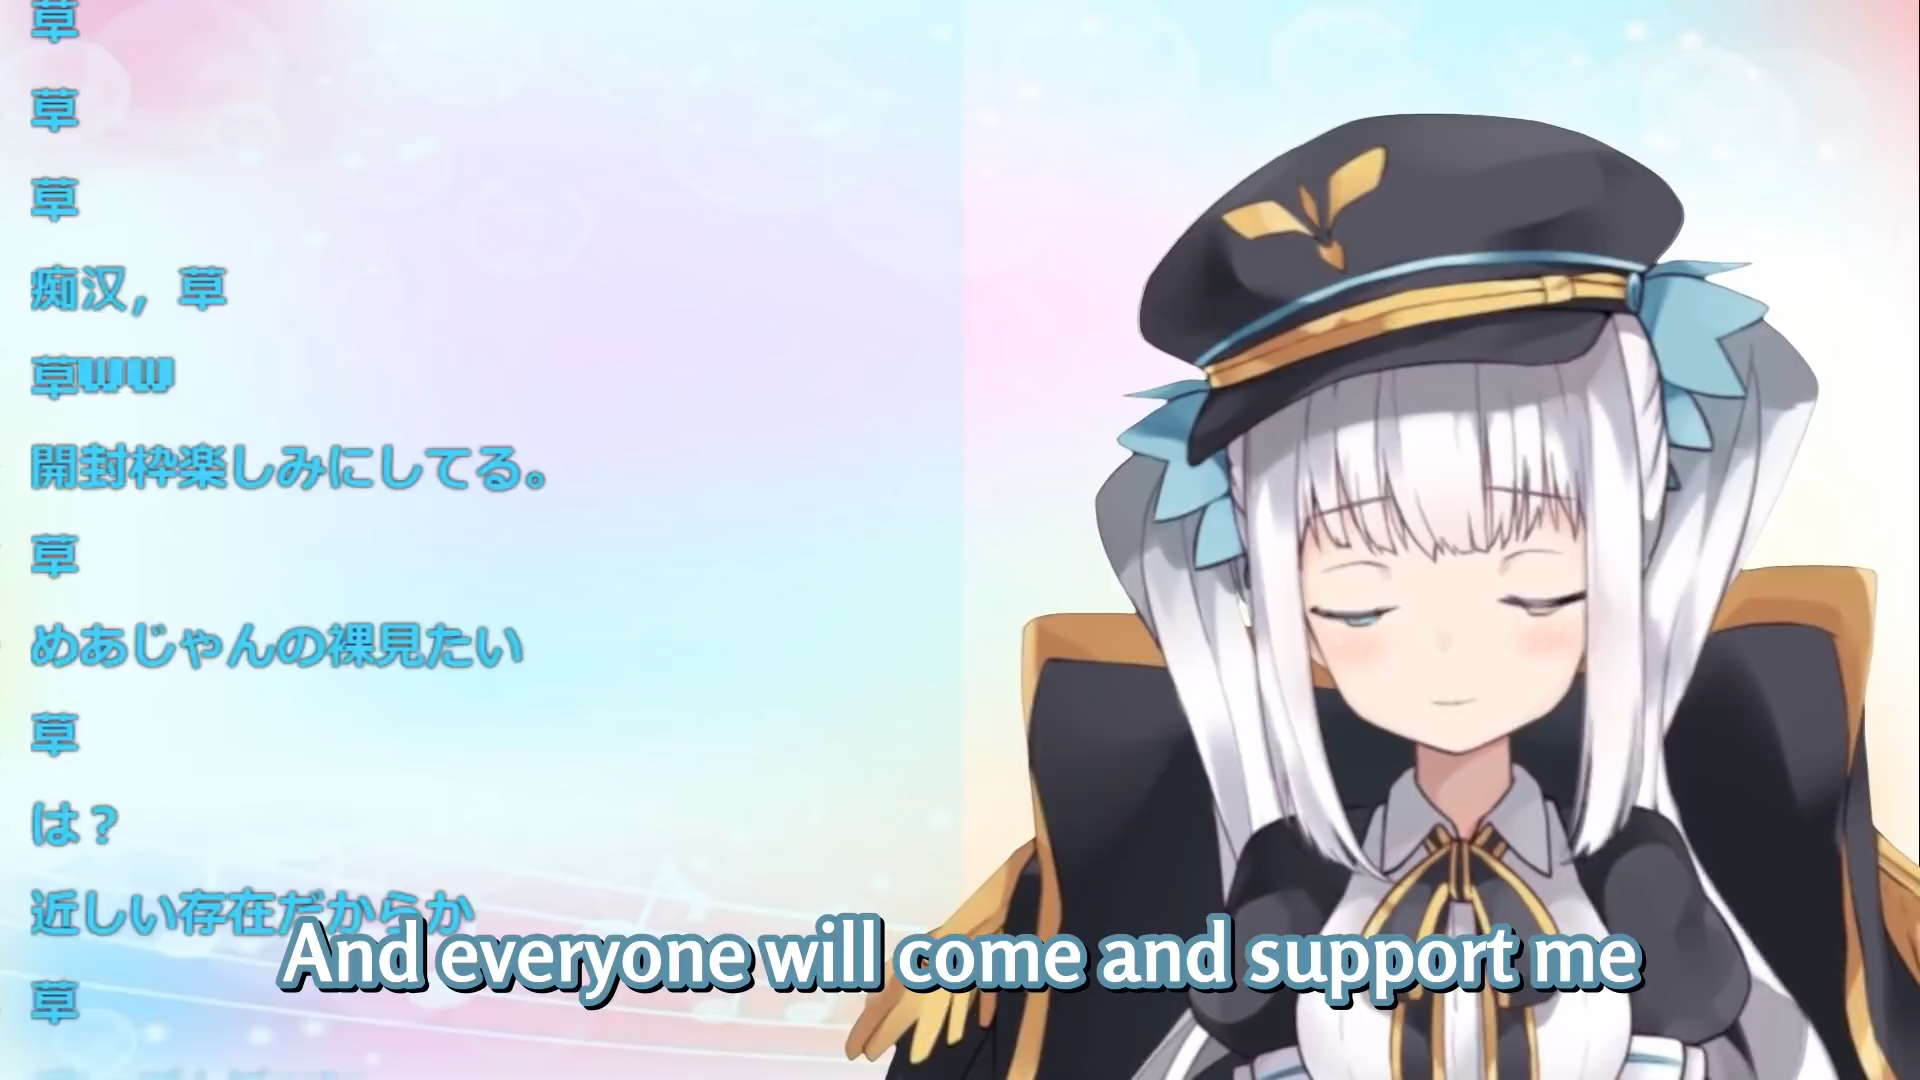 草
草
草
痴汉，草
草WW
開封枠楽しみにしてる。
草
めあじゃんの裸見たい
草
は？
近しい存在だからか
And everyone will come and support me
草